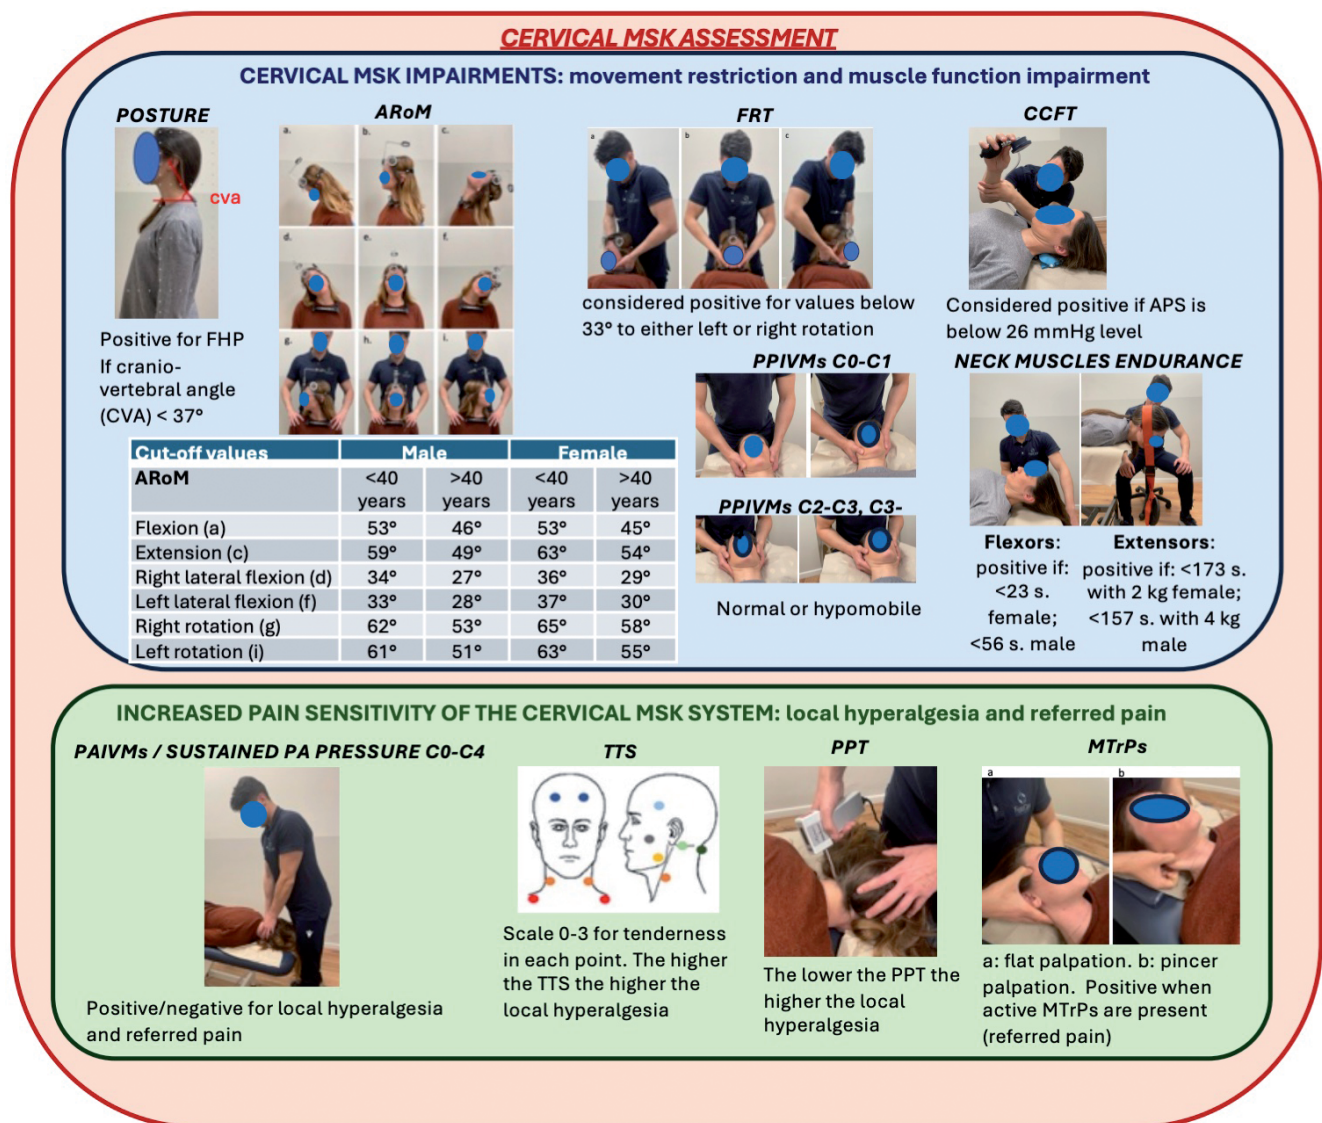 CERVICAL MSK ASSESSMENT
CERVICAL MSK IMPAIRMENTS: movement restriction and muscle function impairment
POSTURE
cva
Positive for FHP
If cranio-
vertebral angle
(CVA) < 37°
ARoM
a.
b.
c.
d.
e.
f.
g.
h.
i.
FRT
a
b
c
considered positive for values below
33° to either left or right rotation
CCFT
Considered positive if APS is
below 26 mmHg level
PPIVMs C0-C1
PPIVMs C2-C3, C3-
Normal or hypomobile
NECK MUSCLES ENDURANCE
Flexors:
positive if:
<23 s.
female;
<56 s. male
Extensors:
positive if: <173 s.
with 2 kg female;
<157 s. with 4 kg
male
Cut-off values Male Female
ARoM <40 years >40 years <40 years >40 years
Flexion (a) 53° 46° 53° 45°
Extension (c) 59° 49° 63° 54°
Right lateral flexion (d) 34° 27° 36° 29°
Left lateral flexion (f) 33° 28° 37° 30°
Right rotation (g) 62° 53° 65° 58°
Left rotation (i) 61° 51° 63° 55°
INCREASED PAIN SENSITIVITY OF THE CERVICAL MSK SYSTEM: local hyperalgesia and referred pain
PAIVMs / SUSTAINED PA PRESSURE C0-C4
Positive/negative for local hyperalgesia
and referred pain
TTS
Scale 0-3 for tenderness
in each point. The higher
the TTS the higher the
local hyperalgesia
PPT
The lower the PPT the
higher the local
hyperalgesia
MTrPs
a
b
a: flat palpation. b: pincer
palpation. Positive when
active MTrPs are present
(referred pain)